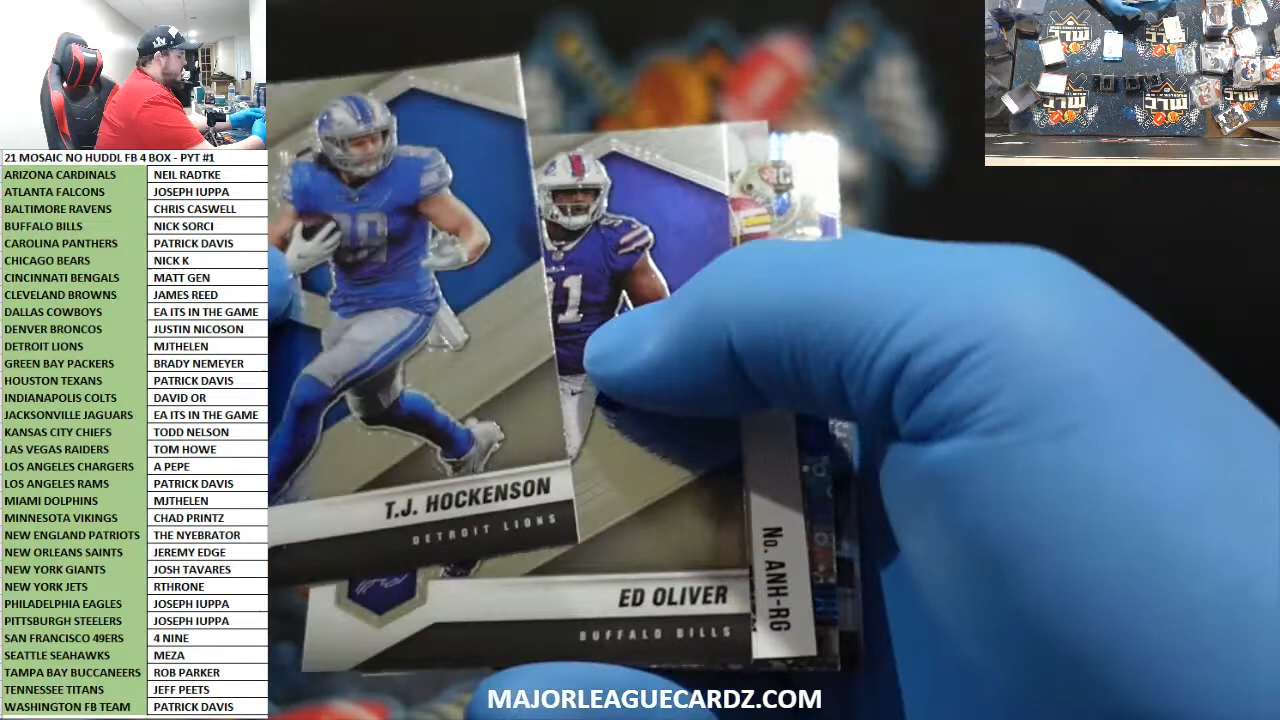 21 MOSAIC NO HUDDL FB 4 BOX - PYT #1
ARIZONA CARDINALS NEIL RADTKE
ATLANTA FALCONS JOSEPH IUPPA
BALTIMORE RAVENS CHRIS CASWELL
BUFFALO BILLS NICK SORCI
CAROLINA PANTHERS PATRICK DAVIS
CHICAGO BEARS NICK K
CINCINNATI BENGALS MATT GEN
CLEVELAND BROWNS JAMES REED
DALLAS COWBOYS EA ITS IN THE GAME
DENVER BRONCOS JUSTIN NICOSON
DETROIT LIONS MJTHELEN
GREEN BAY PACKERS BRADY NEMEYER
HOUSTON TEXANS PATRICK DAVIS
INDIANAPOLIS COLTS DAVID OR
JACKSONVILLE JAGUARS EA ITS IN THE GAME
KANSAS CITY CHIEFS TODD NELSON
LAS VEGAS RAIDERS TOM HOWE
LOS ANGELES CHARGERS A PEPE
LOS ANGELES RAMS PATRICK DAVIS
MIAMI DOLPHINS MJTHELEN
MINNESOTA VIKINGS CHAD PRINTZ
NEW ENGLAND PATRIOTS THE NYEBRATOR
NEW ORLEANS SAINTS JEREMY EDGE
NEW YORK GIANTS JOSH TAVARES
NEW YORK JETS RTHRONE
PHILADELPHIA EAGLES JOSEPH IUPPA
PITTSBURGH STEELERS JOSEPH IUPPA
SAN FRANCISCO 49ERS 4 NINE
SEATTLE SEAHAWKS MEZA
TAMPA BAY BUCCANEERS ROB PARKER
TENNESSEE TITANS JEFF PEETS
WASHINGTON FB TEAM PATRICK DAVIS
T.J. HOCKENSON
DETROIT LIONS
ED OLIVER
BUFFALO BILLS
No. ANH-RG
MAJORLEAGUECARDZ.COM